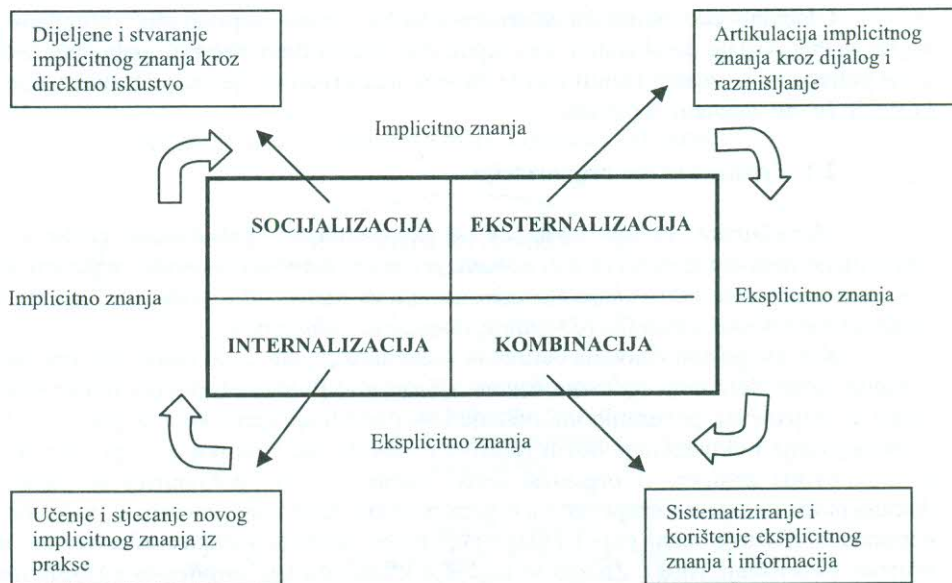 Dijeljene i stvaranje
implicitnog znanja kroz
direktno iskustvo
Artikulacija implicitnog
znanja kroz dijalog i
razmišljanje
Implicitno znanja
SOCIJALIZACIJA
EKSTERNALIZACIJA
Implicitno znanja
Eksplicitno znanja
INTERNALIZACIJA
KOMBINACIJA
Eksplicitno znanja
Učenje i stjecanje novog
implicitnog znanja iz
prakse
Sistematiziranje i
korištenje eksplicitnog
znanja i informacija